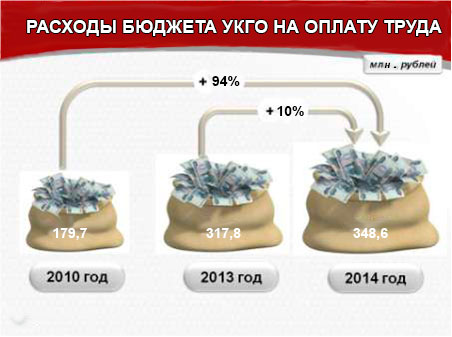 РАСХОДЫ БЮДЖЕТА УКГО НА ОПЛАТУ ТРУДА
млн . рублей
+ 94%
+ 10%
179,7 317,8 348,6
2010 год 2013 год 2014 год